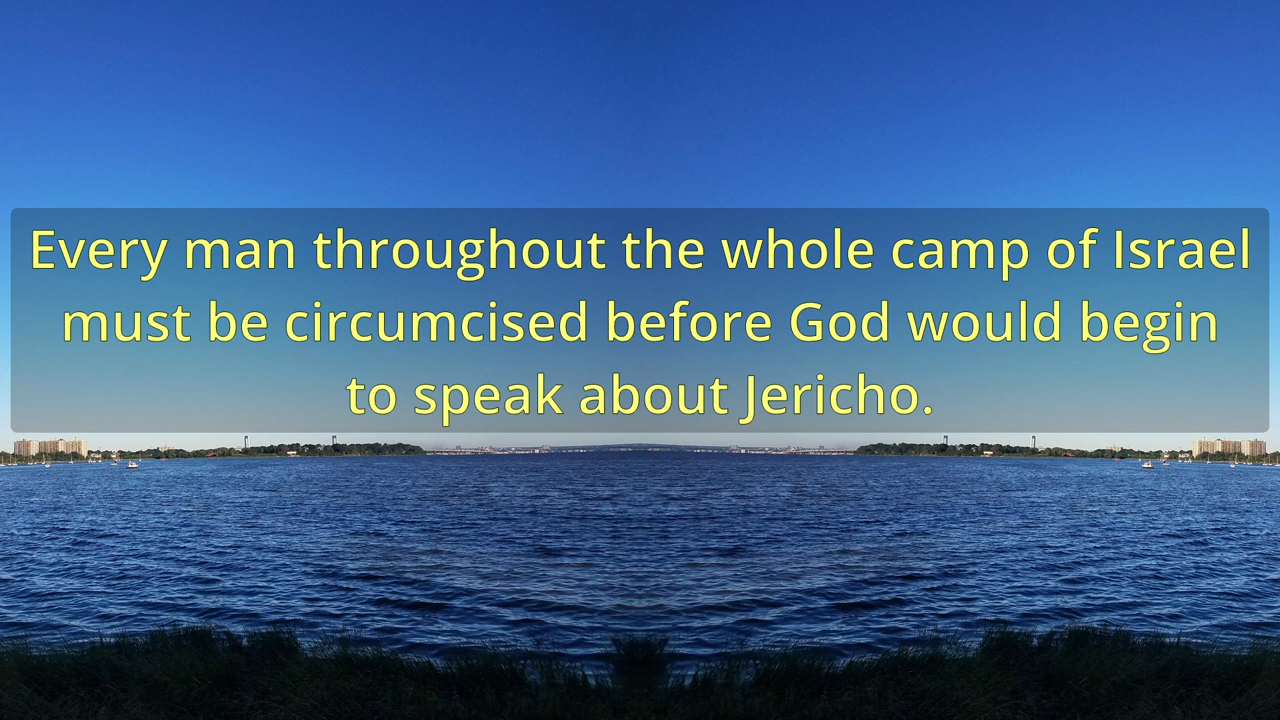 Every man throughout the whole camp of Israel
must be circumcised before God would begin
to speak about Jericho.